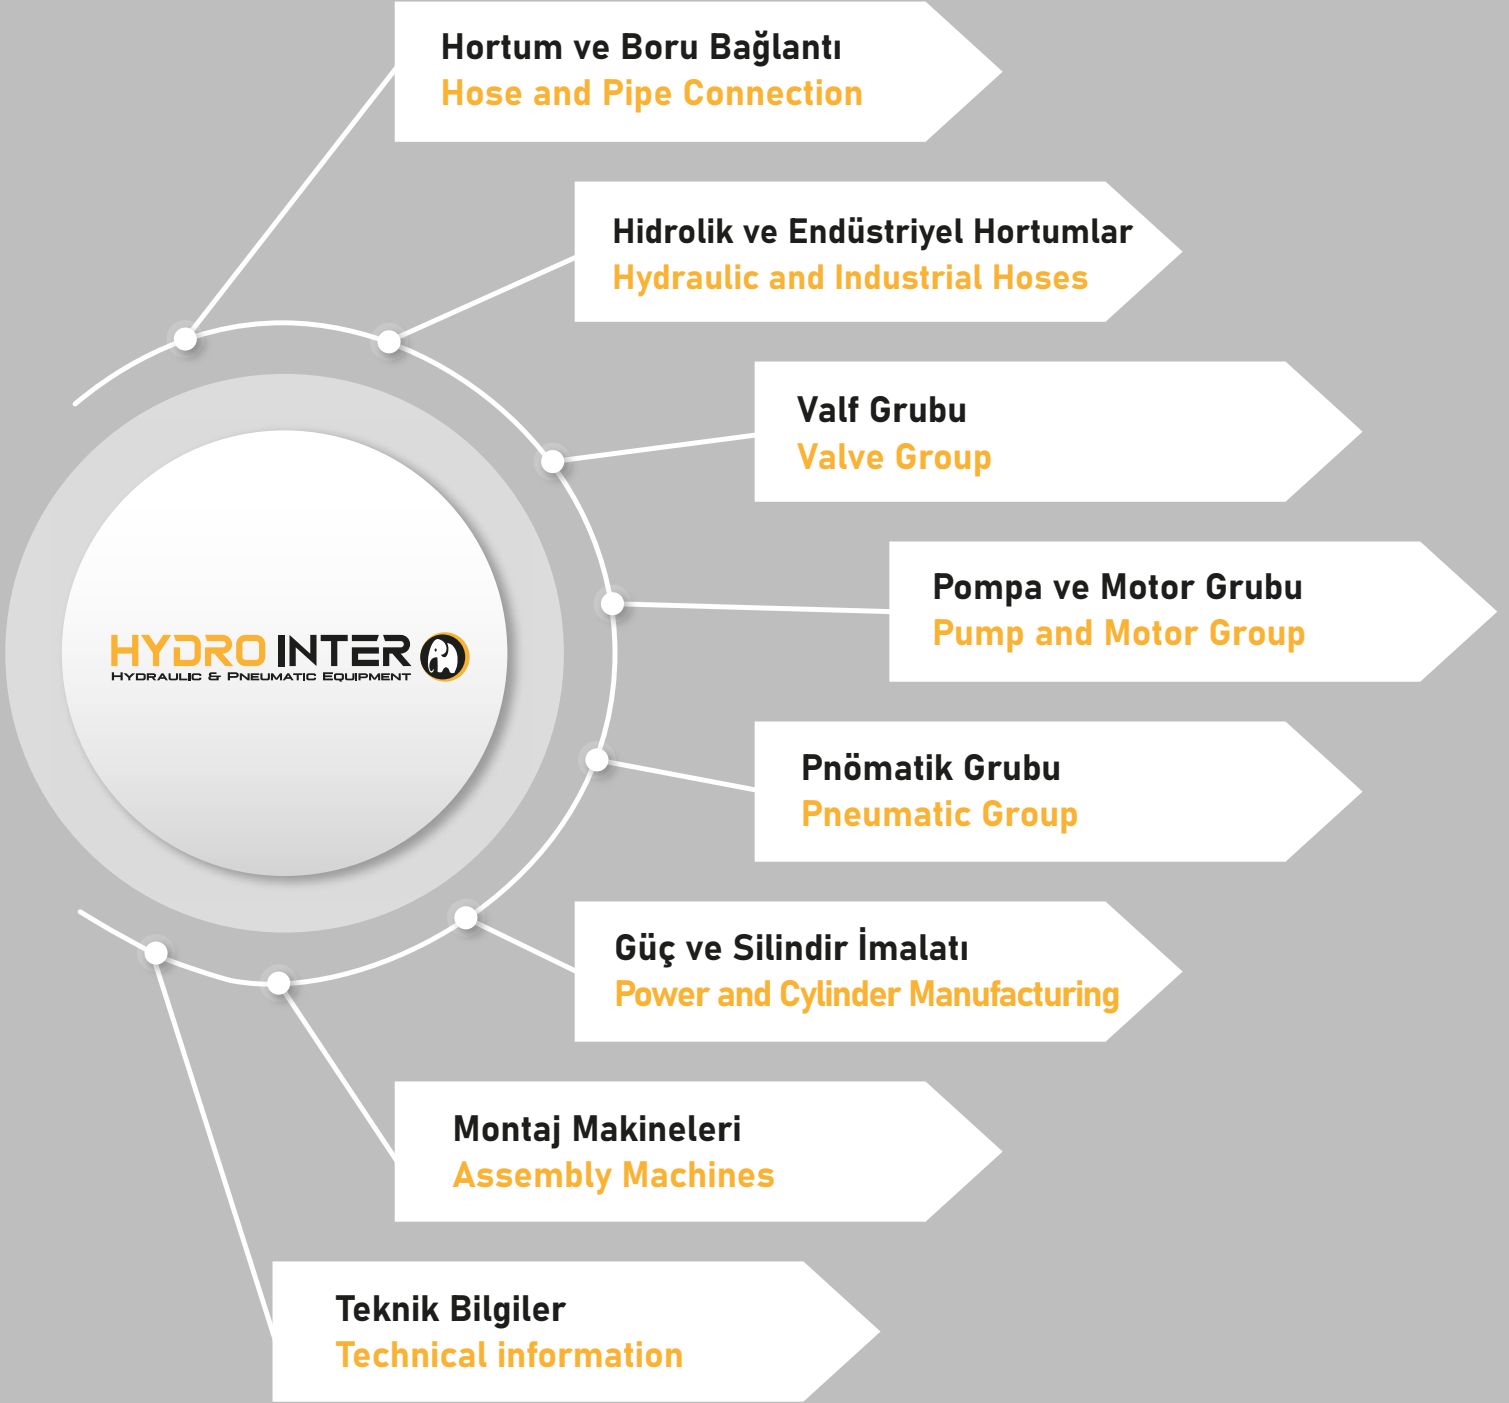 Hortum ve Boru Bağlantı
Hose and Pipe Connection
Hidrolik ve Endüstriyel Hortumlar
Hydraulic and Industrial Hoses
Valf Grubu
Valve Group
Pompa ve Motor Grubu
Pump and Motor Group
HYDRO INTER
HYDRAULIC & PNEUMATIC EQUIPMENT
Pnömatik Grubu
Pneumatic Group
Güç ve Silindir İmalatı
Power and Cylinder Manufacturing
Montaj Makineleri
Assembly Machines
Teknik Bilgiler
Technical information